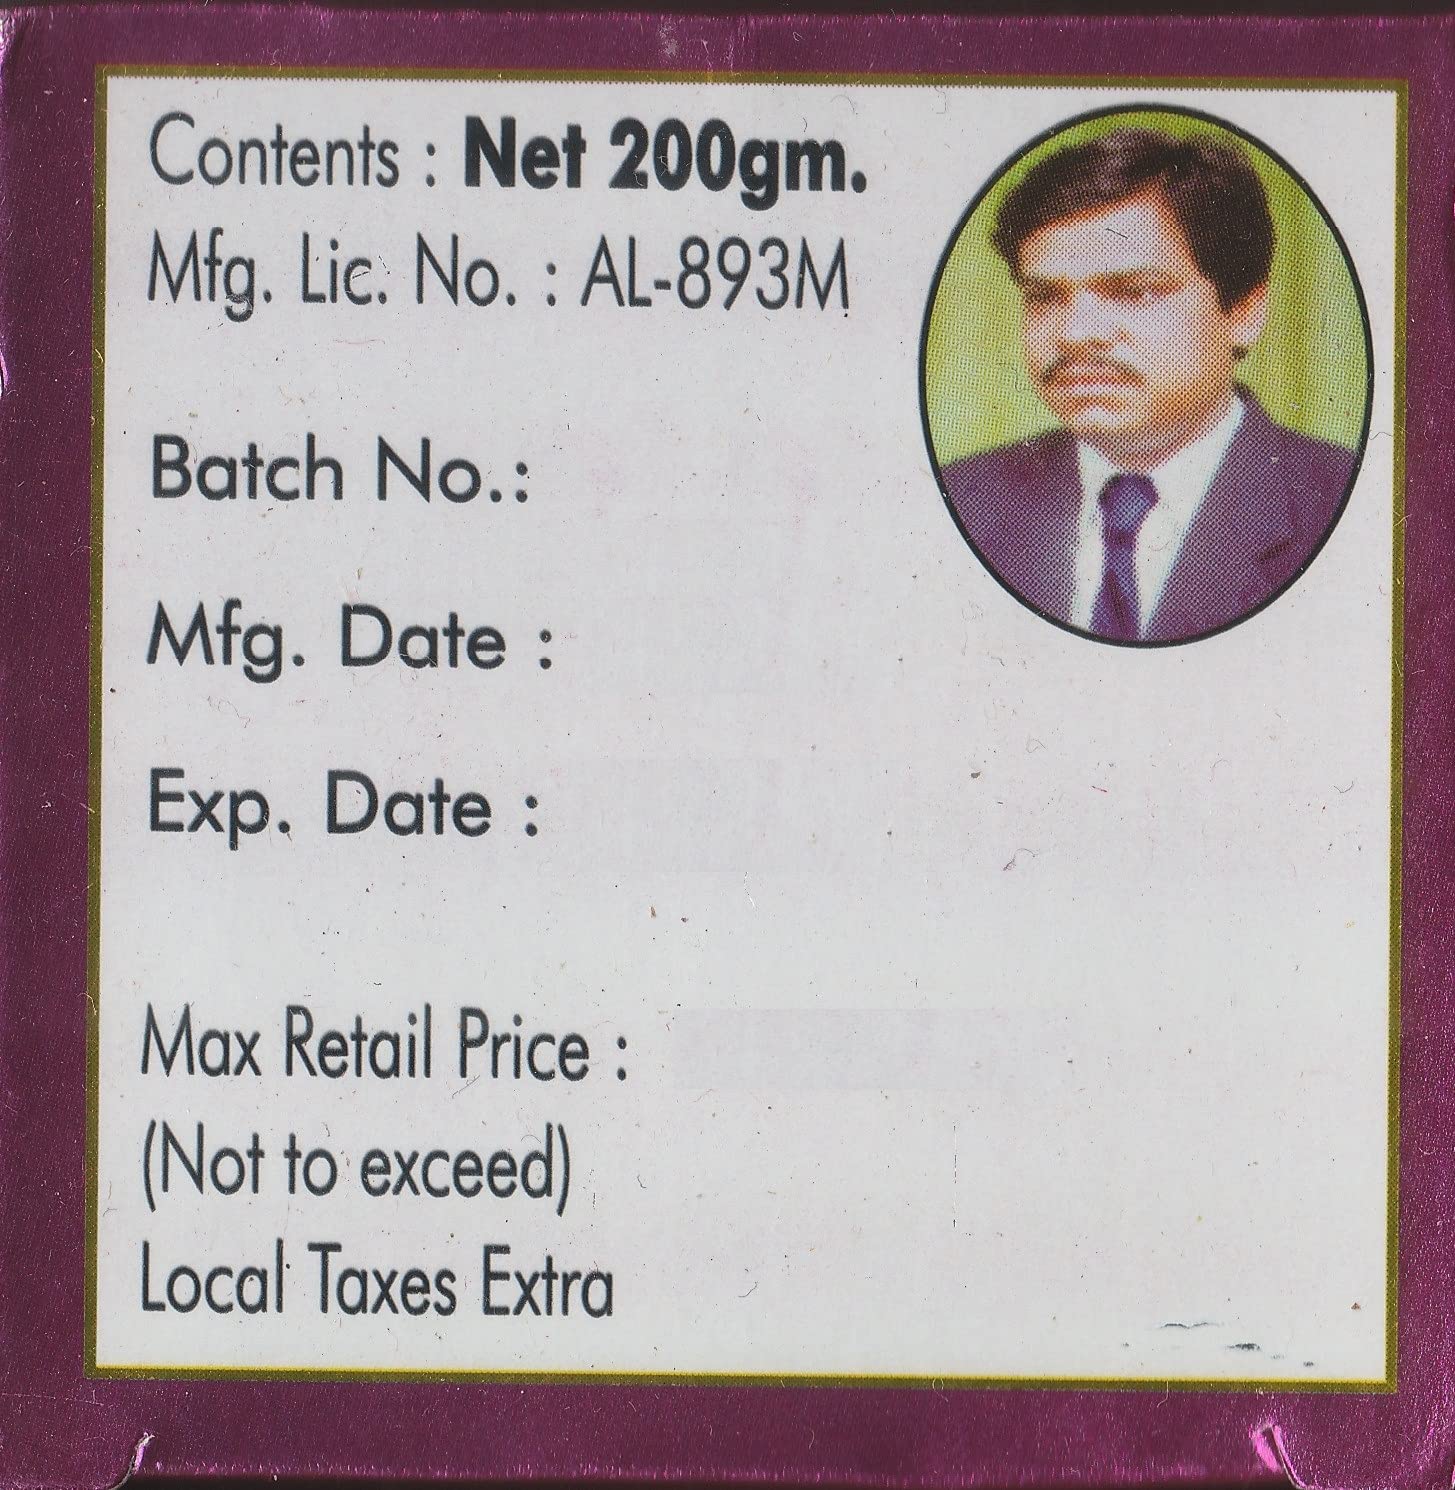 Contents : Net 200gm.
Mfg. Lic. No. : AL-893M
Batch No.:
Mfg. Date :
Exp. Date :
Max Retail Price :
(Not to exceed)
Local Taxes Extra